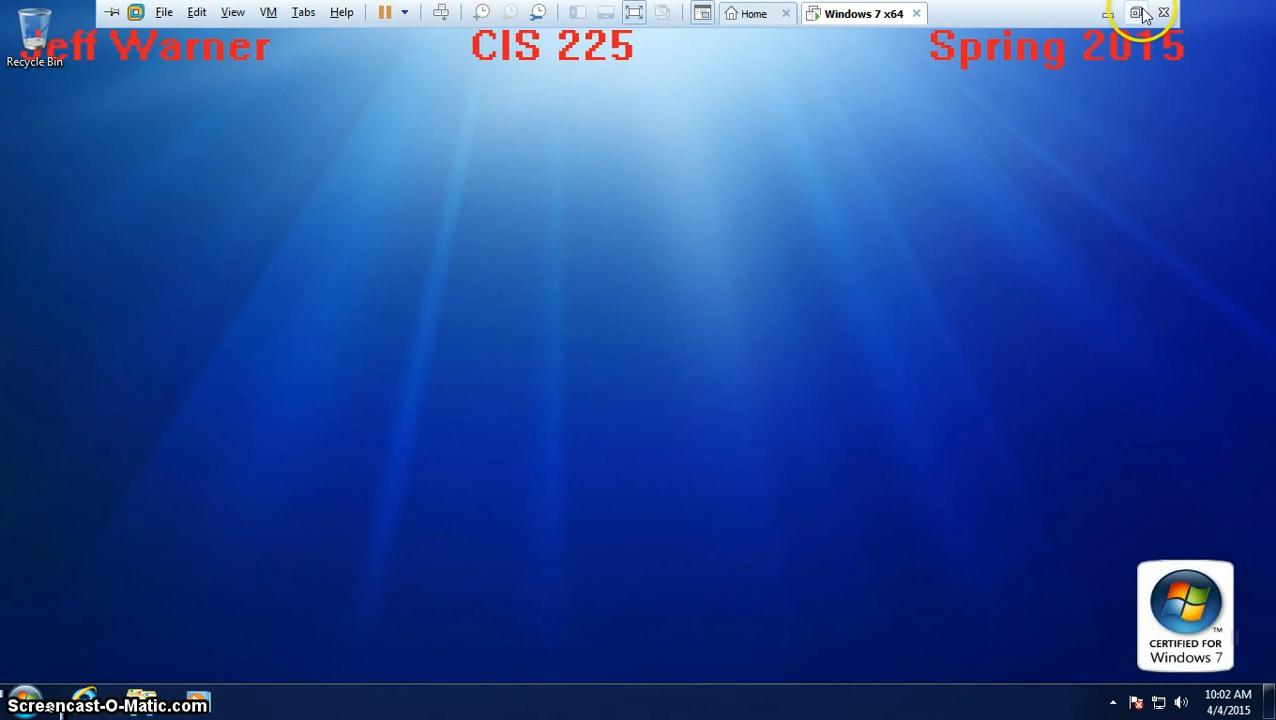 File Edit View VM Tabs Help Home Windows 7 x64
Jeff Warner CIS 225 Spring 2015
Recycle Bin
TM
CERTIFIED FOR
Windows 7
10:02 AM
4/4/2015
Screencast-O-Matic.com